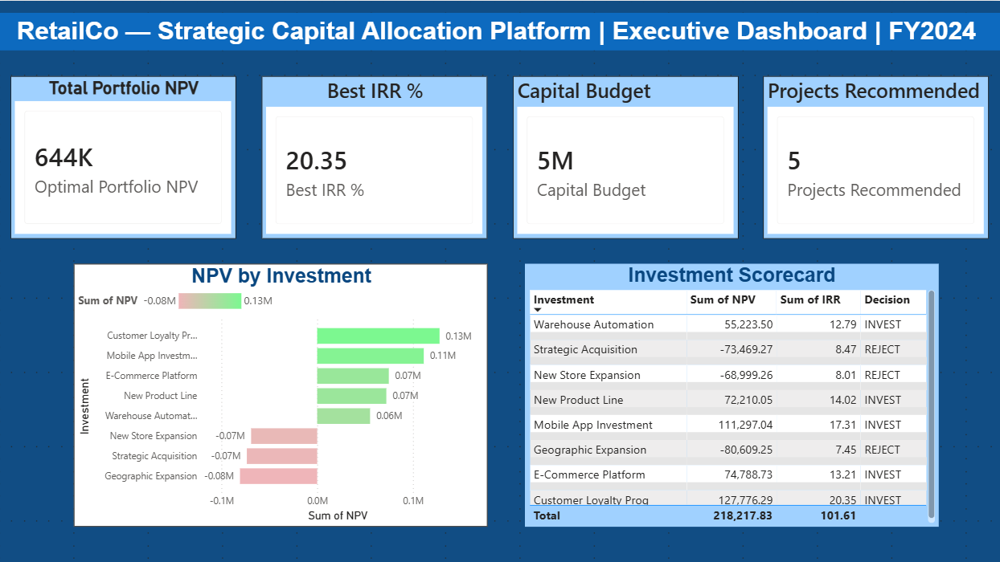 RetailCo — Strategic Capital Allocation Platform | Executive Dashboard | FY2024
Total Portfolio NPV
644K
Optimal Portfolio NPV
Best IRR %
20.35
Best IRR %
Capital Budget
5M
Capital Budget
Projects Recommended
5
Projects Recommended
NPV by Investment
Sum of NPV -0.08M 0.13M
Investment
Customer Loyalty Pr... 0.13M
Mobile App Investm... 0.11M
E-Commerce Platform 0.07M
New Product Line 0.07M
Warehouse Automat... 0.06M
New Store Expansion -0.07M
Strategic Acquisition -0.07M
Geographic Expansion -0.08M
-0.1M 0.0M 0.1M
Sum of NPV
Investment Scorecard
Investment Sum of NPV Sum of IRR Decision
Warehouse Automation 55,223.50 12.79 INVEST
Strategic Acquisition -73,469.27 8.47 REJECT
New Store Expansion -68,999.26 8.01 REJECT
New Product Line 72,210.05 14.02 INVEST
Mobile App Investment 111,297.04 17.31 INVEST
Geographic Expansion -80,609.25 7.45 REJECT
E-Commerce Platform 74,788.73 13.21 INVEST
Customer Loyalty Prog 127,776.29 20.35 INVEST
Total 218,217.83 101.61